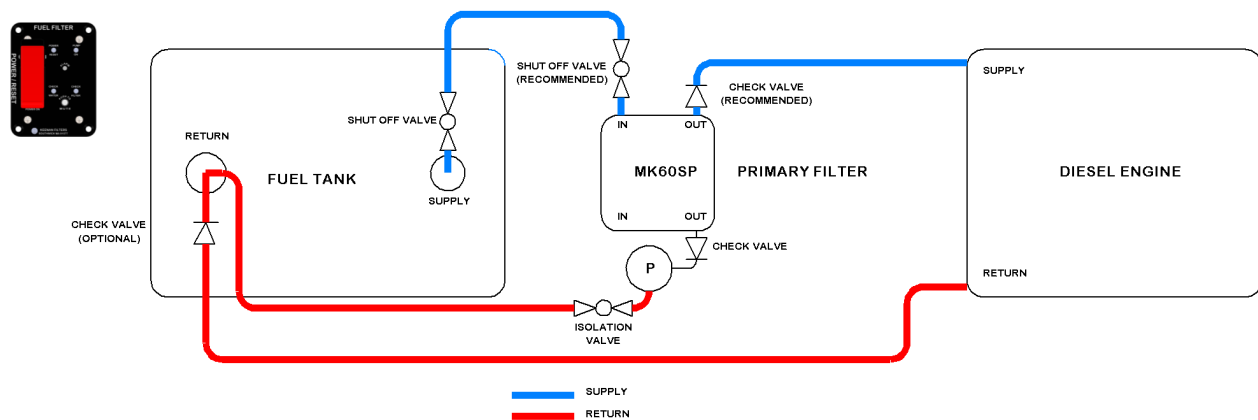 FUEL FILTER
POWER / RESET
SHUT OFF VALVE
(RECOMMENDED)
CHECK VALVE
(RECOMMENDED)
SUPPLY
SHUT OFF VALVE
RETURN
IN
OUT
FUEL TANK
SUPPLY
MK60SP
PRIMARY FILTER
DIESEL ENGINE
IN
OUT
CHECK VALVE
(OPTIONAL)
CHECK VALVE
P
RETURN
ISOLATION
VALVE
SUPPLY
RETURN